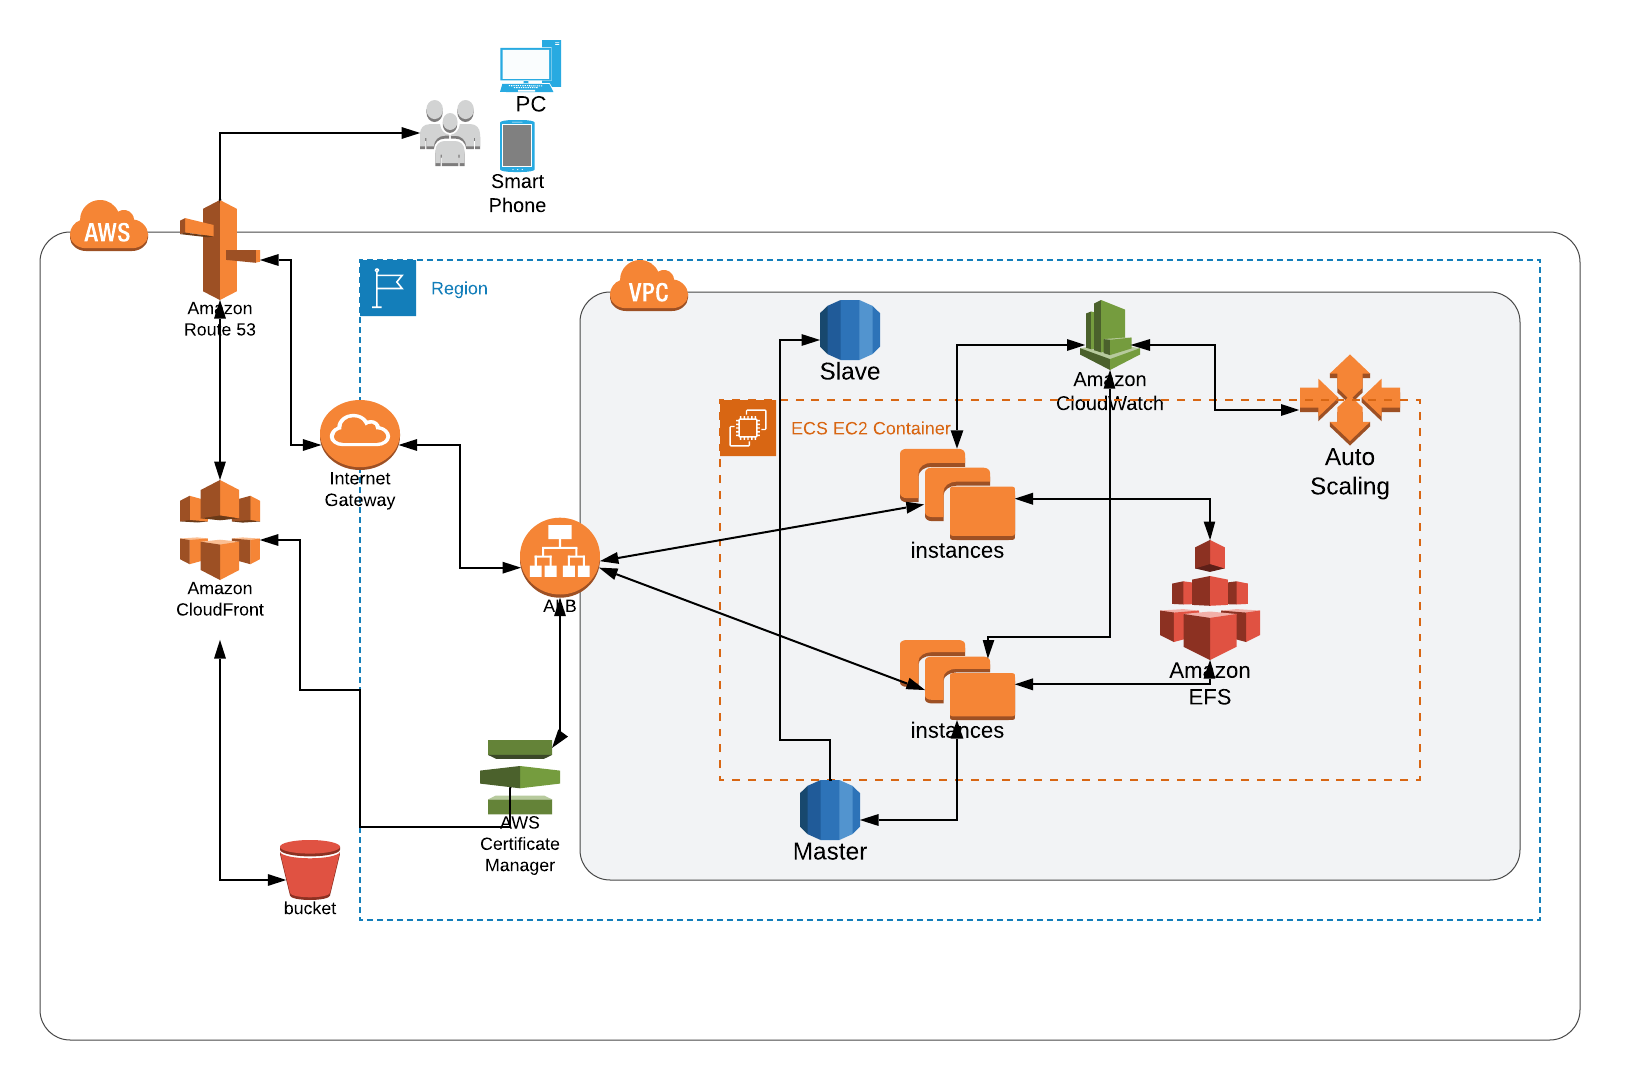 PC
Smart
Phone
AWS
Amazon
Route 53
Region
VPC
Slave
Amazon
CloudWatch
ECS EC2 Container
Auto
Scaling
Internet
Gateway
instances
Amazon
CloudFront
ALB
Amazon
EFS
instances
AWS
Certificate
Manager
Master
bucket